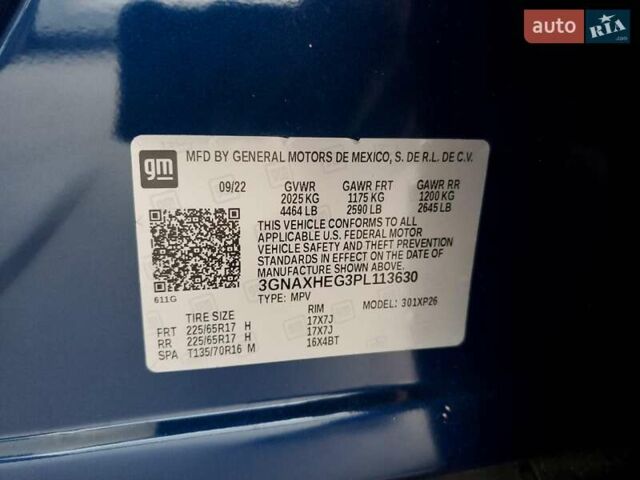 auto RIA.com
gm
MFD BY GENERAL MOTORS DE MEXICO, S. DE R.L. DE C.V.
09/22 GVWR GAWR FRT GAWR RR
2025 KG 1175 KG 1200 KG
4464 LB 2590 LB 2645 LB
THIS VEHICLE CONFORMS TO ALL
APPLICABLE U.S. FEDERAL MOTOR
VEHICLE SAFETY AND THEFT PREVENTION
STANDARDS IN EFFECT ON THE DATE OF
MANUFACTURE SHOWN ABOVE.
3GNAXHEG3PL113630
611G TYPE: MPV MODEL: 301XP26
TIRE SIZE RIM
FRT 225/65R17 H 17X7J
RR 225/65R17 H 17X7J
SPA T135/70R16 M 16X4BT